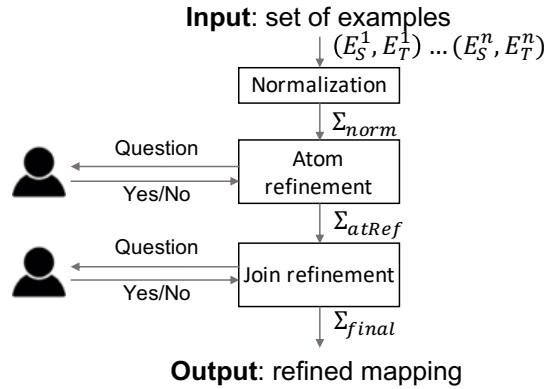 Input: set of examples
(E_S^1, E_T^1) … (E_S^n, E_T^n)
Normalization
Σ_norm
Question
Yes/No
Atom
refinement
Σ_atRef
Question
Yes/No
Join refinement
Σ_final
Output: refined mapping